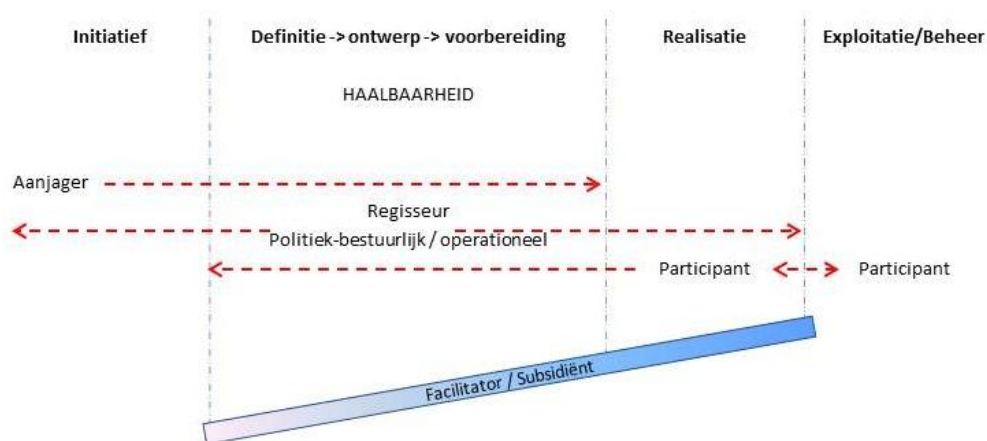 Initiatief
Definitie -> ontwerp -> voorbereiding
Realisatie
Exploitatie/Beheer
HAALBAARHEID
Aanjager
Regisseur
Politiek-bestuurlijk / operationeel
Participant
Participant
Facilitator / Subsidiënt